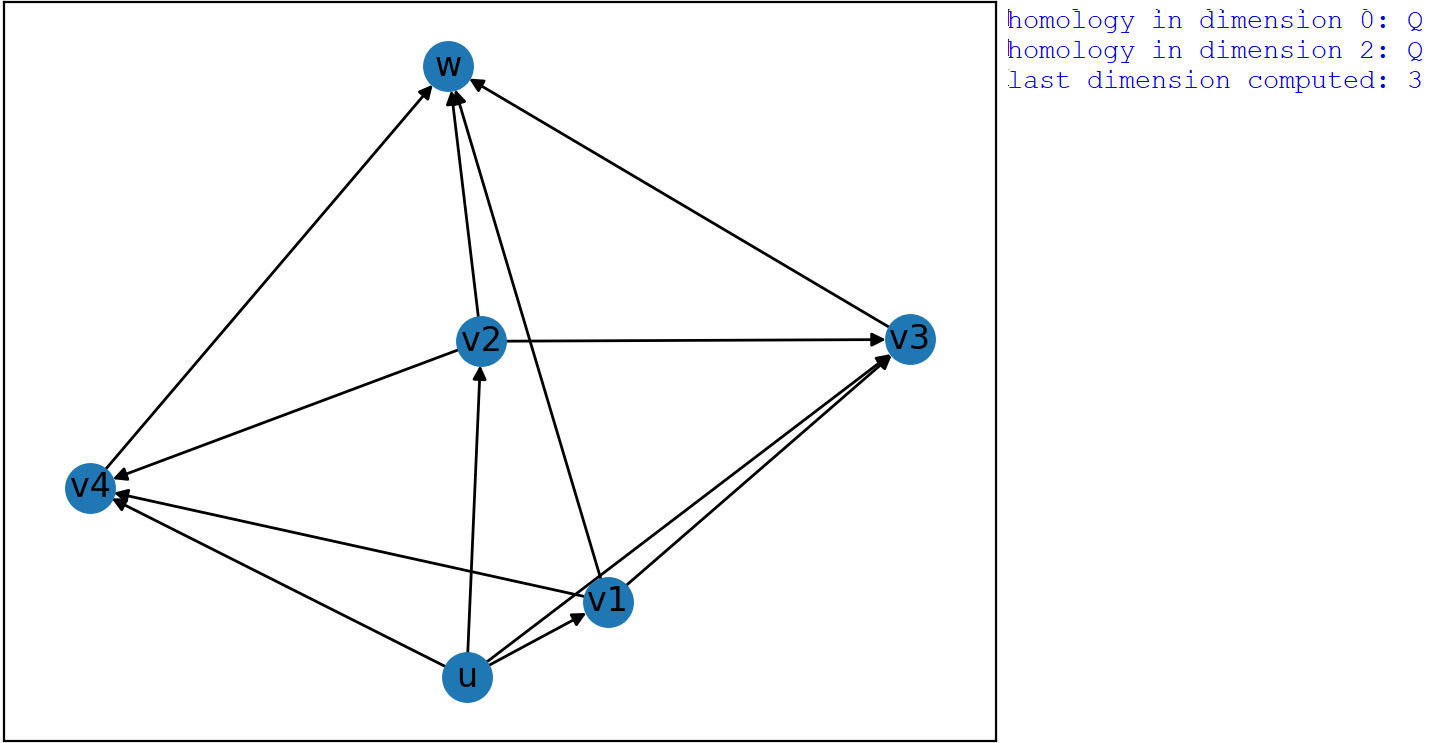 w
v2
v3
v4
v1
u
homology in dimension 0: Q
homology in dimension 2: Q
last dimension computed: 3